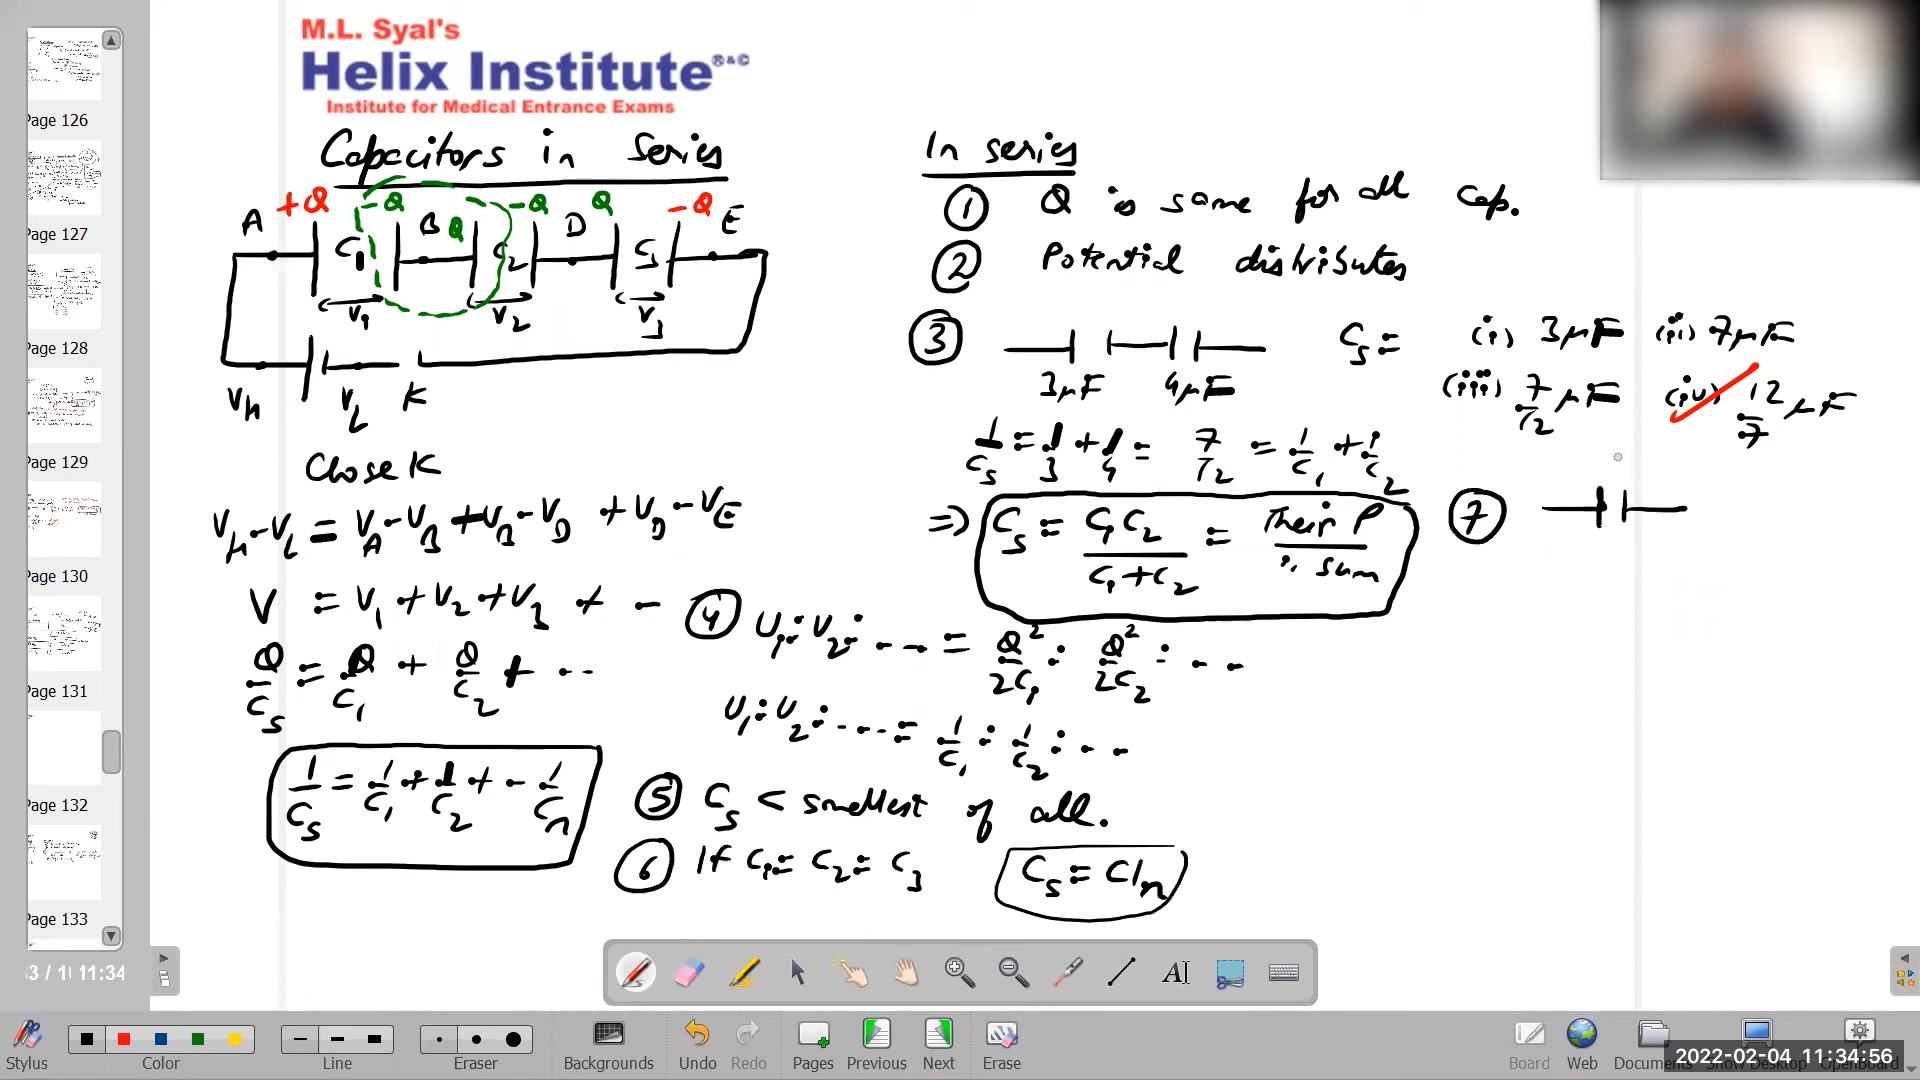 M.L. Syal's
Helix Institute®&©
Institute for Medical Entrance Exams
Capacitors in Series
+Q -Q Q -Q Q -Q
A C1 B C2 D C3 E
V1 V2 V3
VH VL K
Close K
VH-VL = VA-VB+VB-VD +VD-VE
V = V1+V2+V3 + -
Q/Cs = Q/C1 + Q/C2 + ...
1/Cs = 1/C1+1/C2+ - 1/Cn
In series
① Q is same for all Cap.
② Potential distributes
③ 3μF 4μF Cs = (i) 3μF (ii) 7μF
(iii) 7/12 μF (iv) 12/7 μF
1/Cs = 1/3 + 1/4 = 7/12 = 1/C1 + 1/C2
=> Cs = C1C2/C1+C2 = Their P/" sum
④ U1:U2: --- = Q²/2C1 : Q²/2C2 : ---
U1:U2: ---- = 1/C1 : 1/C2 : ---
⑤ Cs < smallest of all.
⑥ If C1= C2= C3 Cs = C/n
⑦
Page 126
Page 127
Page 128
Page 129
Page 130
Page 131
Page 132
Page 133
11:34
Stylus Color Line Eraser Backgrounds Undo Redo Pages Previous Next Erase Board Web Documents Show Desktop OpenBoard
2022-02-04 11:34:56